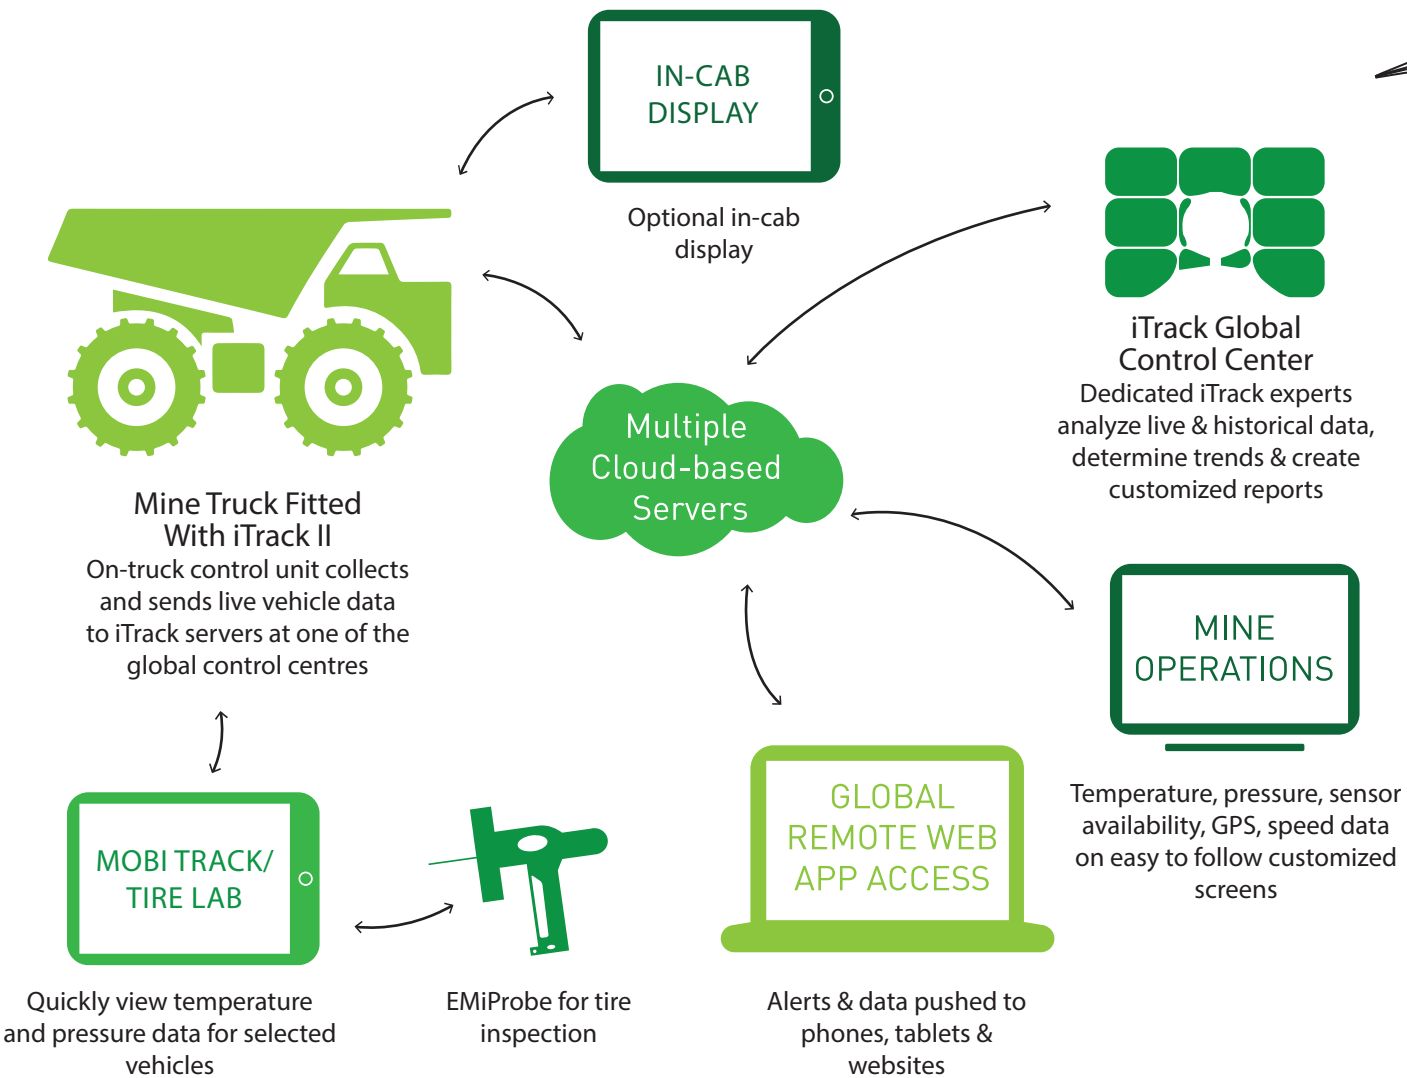 IN-CAB
DISPLAY
Optional in-cab
display
iTrack Global
Control Center
Dedicated iTrack experts
analyze live & historical data,
determine trends & create
customized reports
Multiple
Cloud-based
Servers
Mine Truck Fitted
With iTrack II
On-truck control unit collects
and sends live vehicle data
to iTrack servers at one of the
global control centres
MINE
OPERATIONS
Temperature, pressure, sensor
availability, GPS, speed data
on easy to follow customized
screens
MOBI TRACK/
TIRE LAB
Quickly view temperature
and pressure data for selected
vehicles
EMiProbe for tire
inspection
GLOBAL
REMOTE WEB
APP ACCESS
Alerts & data pushed to
phones, tablets &
websites